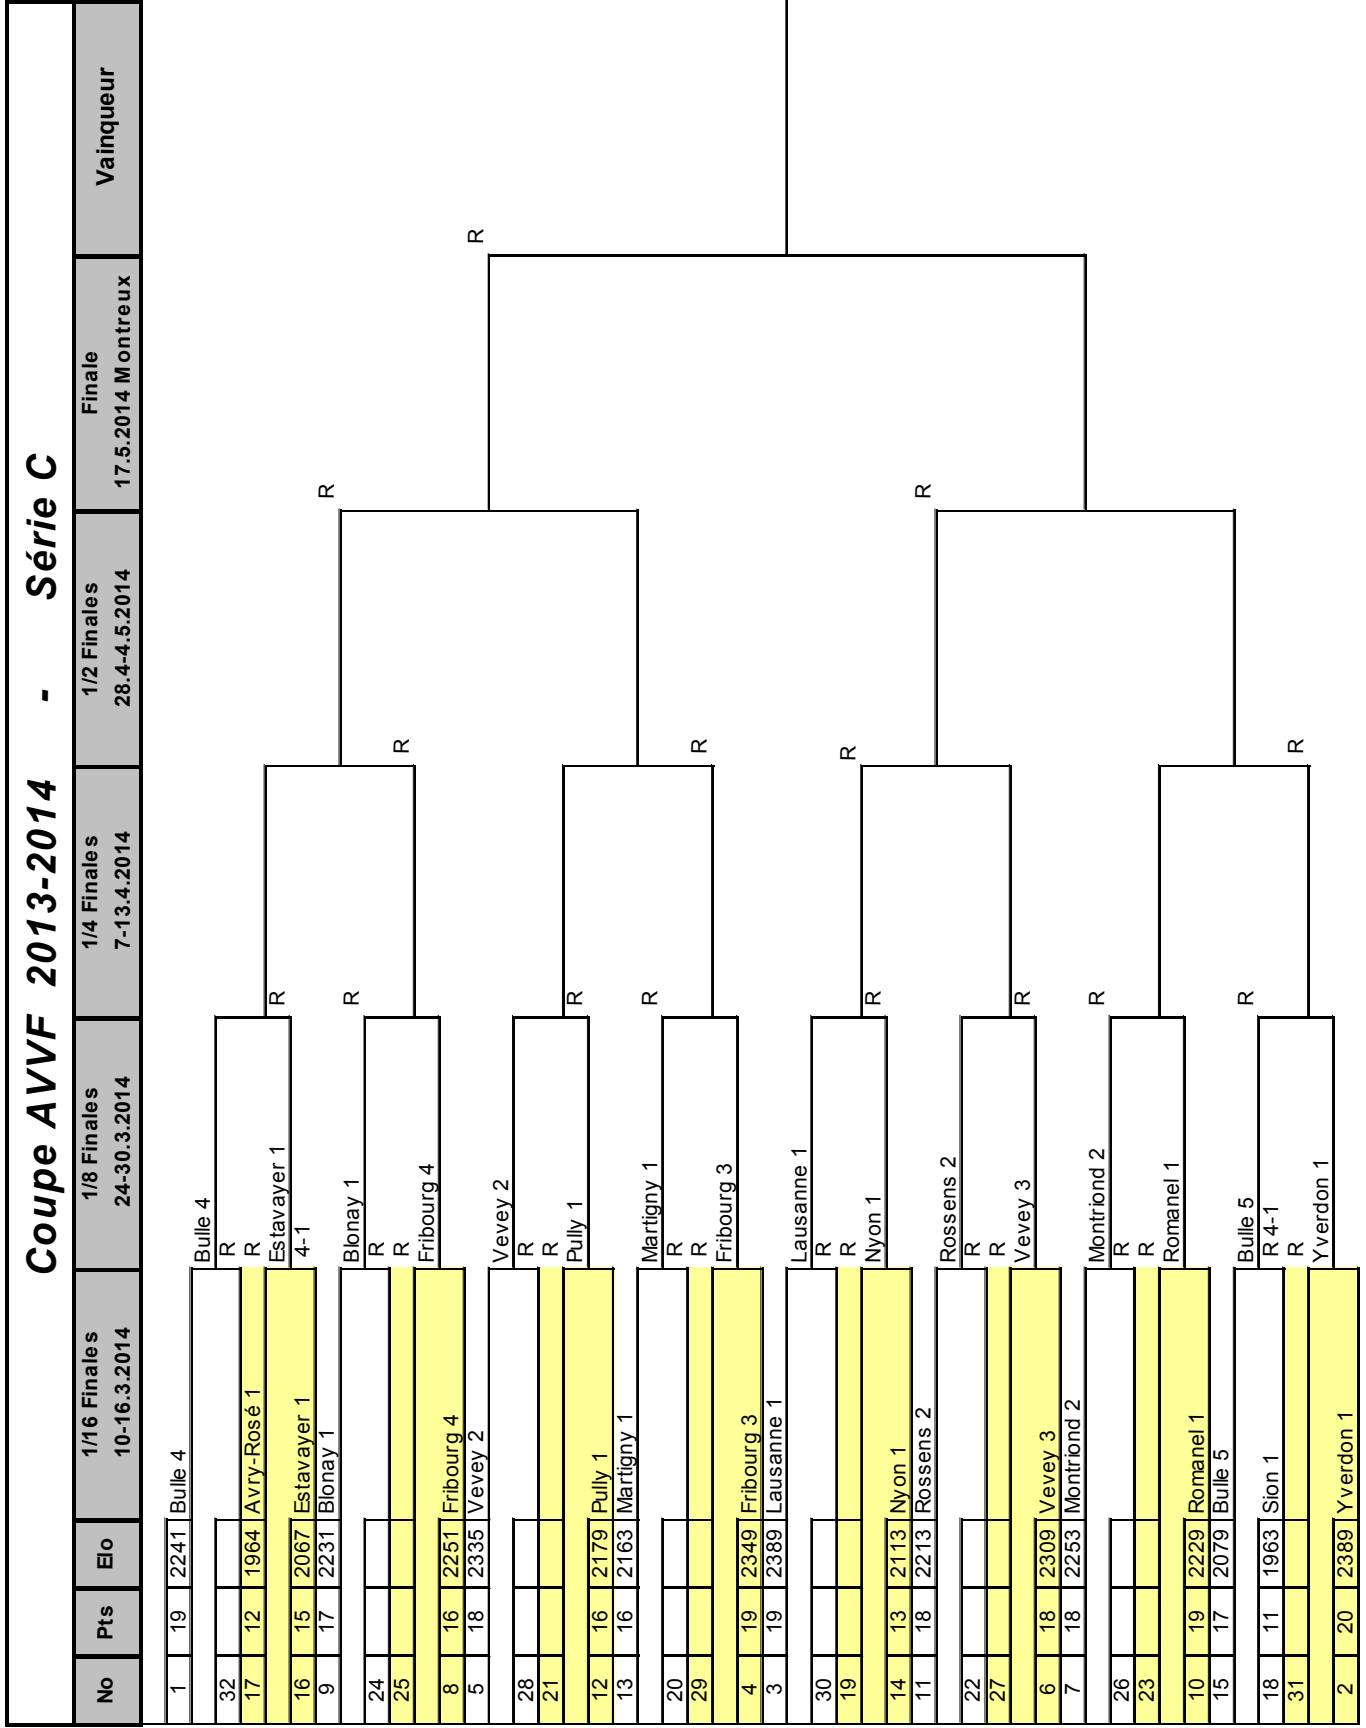 Coupe AVVF 2013-2014 - Série C
No Pts Elo 1/16 Finales 1/8 Finales 1/4 Finales 1/2 Finales Finale Vainqueur
10-16.3.2014 24-30.3.2014 7-13.4.2014 28.4-4.5.2014 17.5.2014 Montreux
1 19 2241 Bulle 4
Bulle 4
32 R
17 12 1964 Avry-Rosé 1 R
Estavayer 1 R
16 15 2067 Estavayer 1 4-1
9 17 2231 Blonay 1 R
Blonay 1 R
24 R
25 R R
Fribourg 4
8 16 2251 Fribourg 4
5 18 2335 Vevey 2 R
Vevey 2
28 R
21 R
Pully 1 R
12 16 2179 Pully 1
13 16 2163 Martigny 1
Martigny 1 R
20 R
29 R R
Fribourg 3
4 19 2349 Fribourg 3
3 19 2389 Lausanne 1
Lausanne 1
30 R
19 R R
Nyon 1 R
14 13 2113 Nyon 1
11 18 2213 Rossens 2 R
Rossens 2
22 R
27 R
Vevey 3 R
6 18 2309 Vevey 3
7 18 2253 Montriond 2
Montriond 2 R
26 R
23 R
Romanel 1
10 19 2229 Romanel 1
15 17 2079 Bulle 5
Bulle 5 R
18 11 1963 Sion 1 R 4-1
31 R R
Yverdon 1
2 20 2389 Yverdon 1